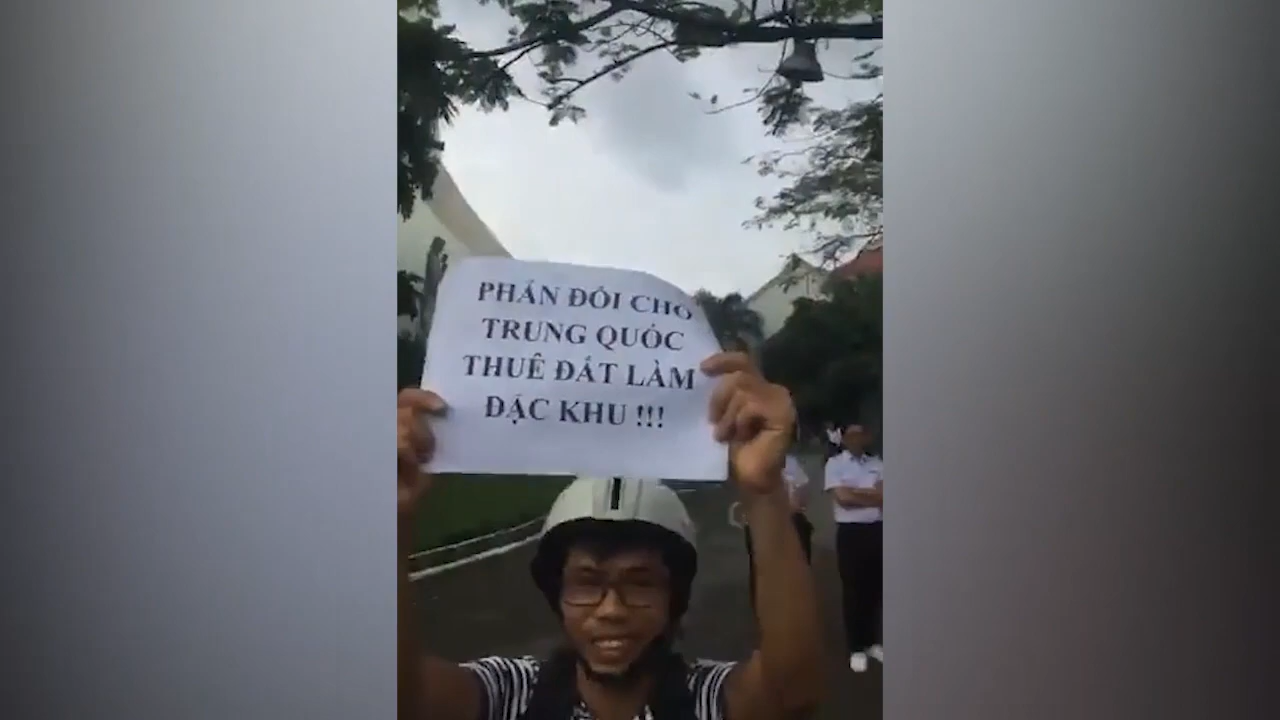 PHẢN ĐỐI CHO
TRUNG QUỐC
THUÊ ĐẤT LÀM
ĐẶC KHU !!!